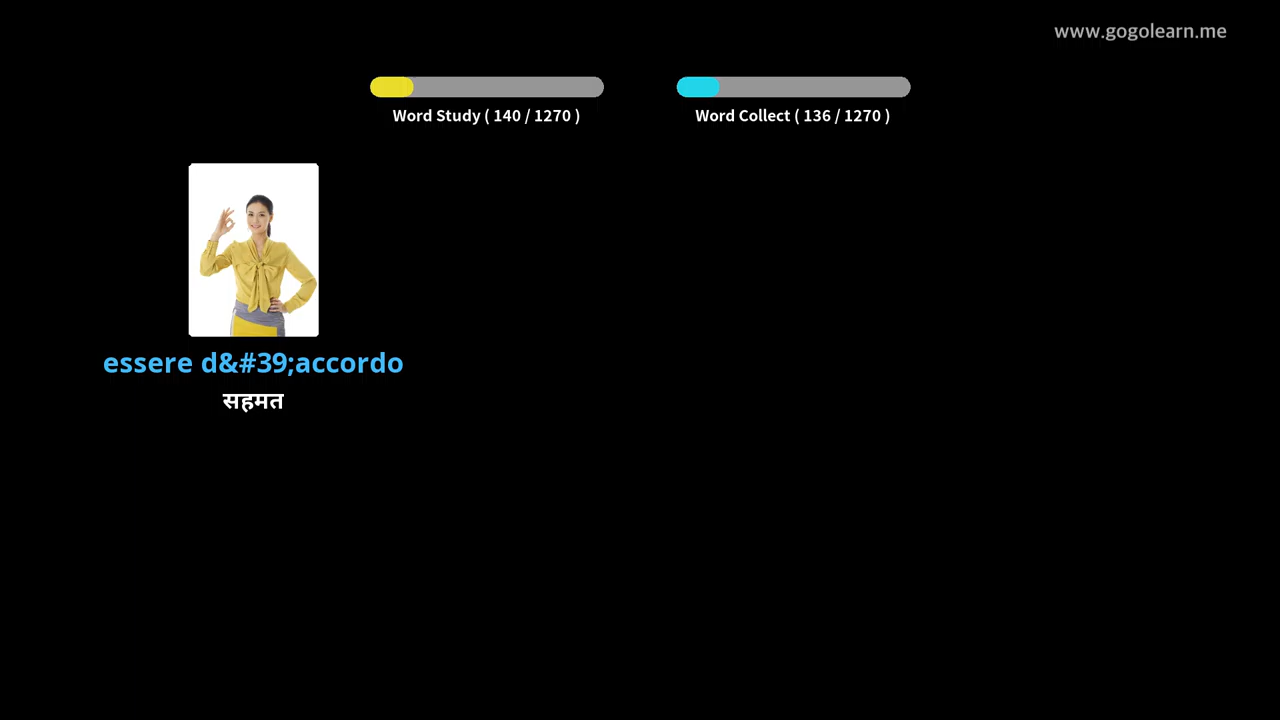 www.gogolearn.me
Word Study ( 140 / 1270 )
Word Collect ( 136 / 1270 )
essere d&#39;accordo
सहमत